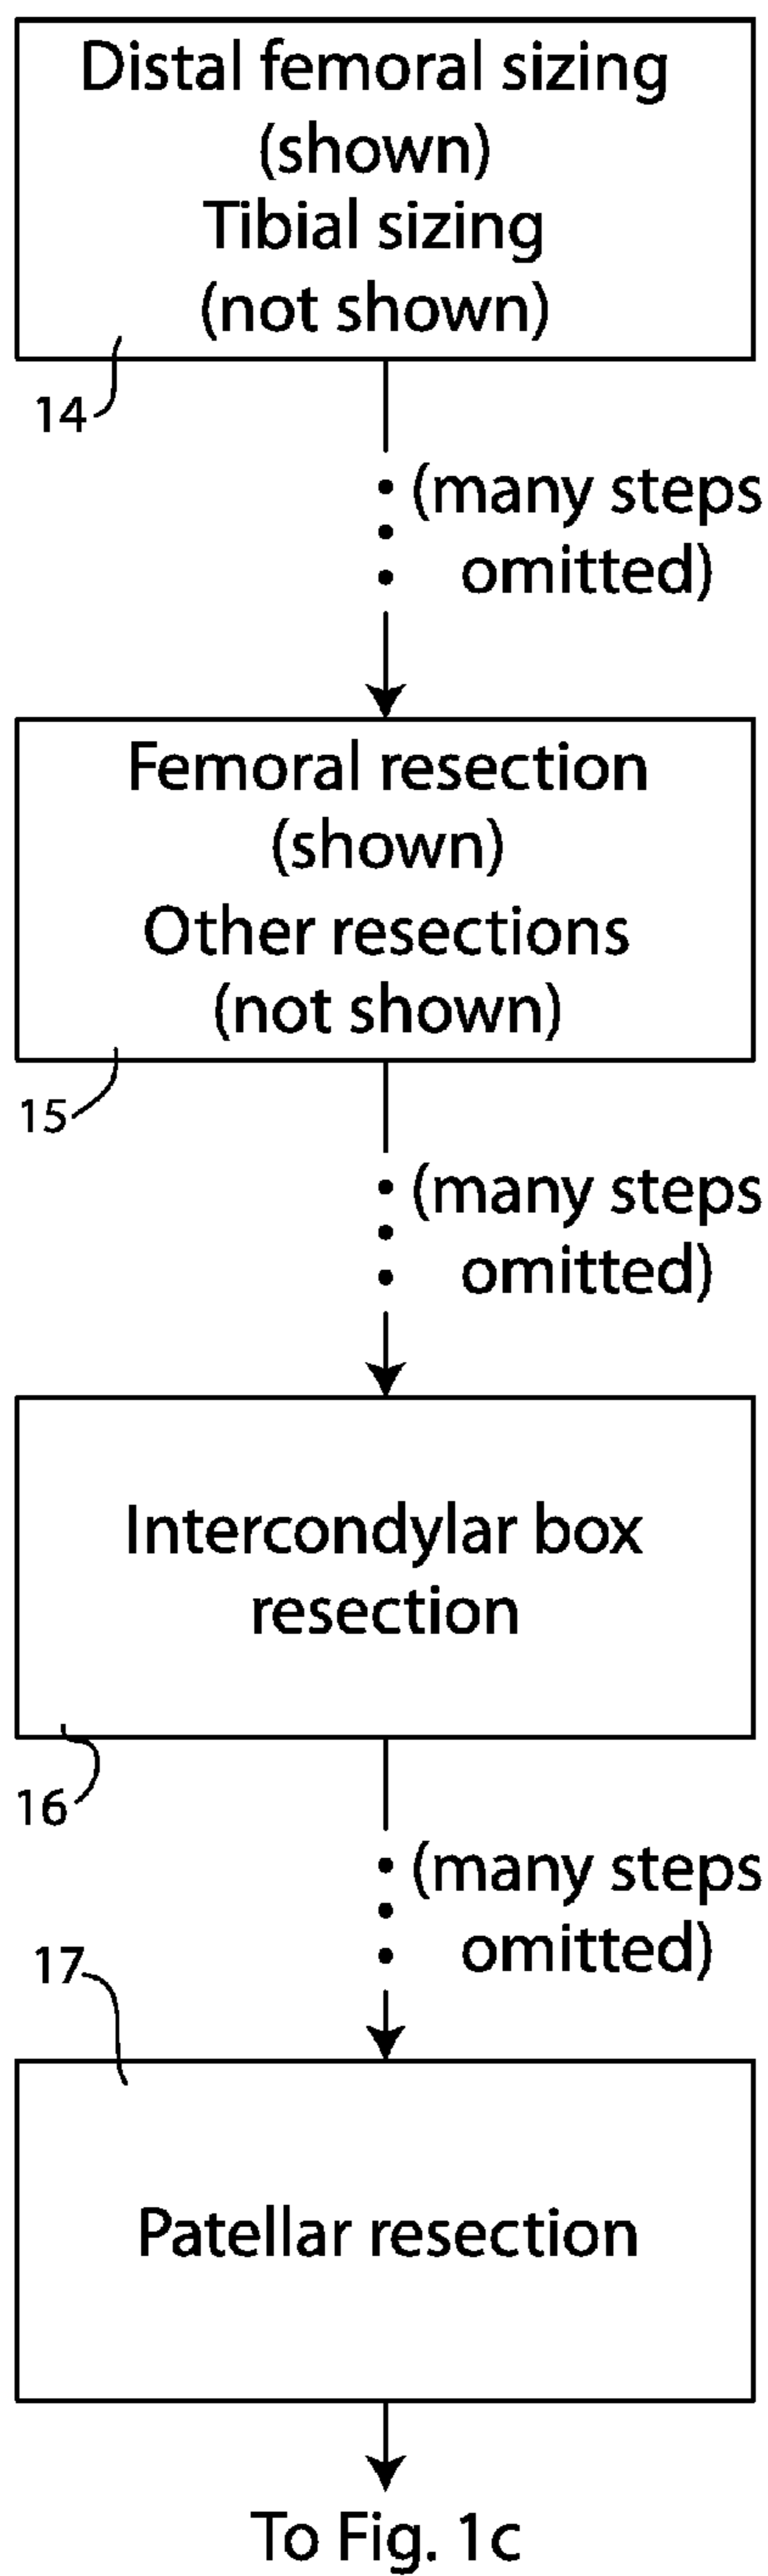 Distal femoral sizing
(shown)
Tibial sizing
(not shown)
14
(many steps
omitted)
Femoral resection
(shown)
Other resections
(not shown)
15
(many steps
omitted)
Intercondylar box
resection
16
(many steps
omitted)
17
Patellar resection
To Fig. 1c